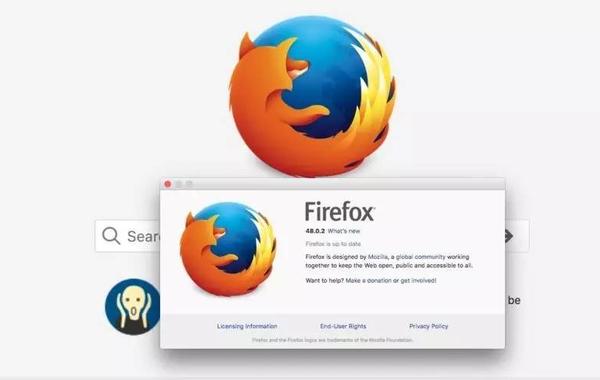 Firefox
48.0.2 What's new
Firefox is up to date
Sear
Firefox is designed by Mozilla, a global community working
together to keep the Web open, public and accessible to all.
Want to help? Make a donation or get involved!
be
Licensing Information End-User Rights Privacy Policy
Firefox and the Firefox logos are trademarks of the Mozilla Foundation.